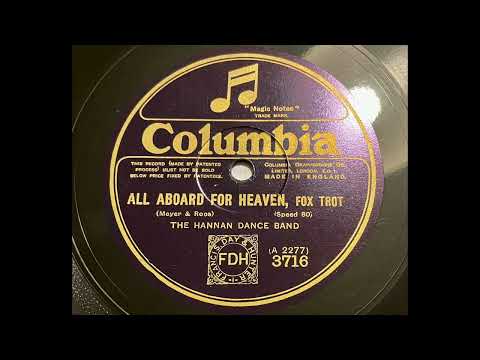 "Magic Notes"
TRADE MARK.
Columbia
THIS RECORD (MADE BY PATENTED
PROCESS) MUST NOT BE SOLD
BELOW PRICE FIXED BY PATENTEES.
COLUMBIA GRAPHOPHONE CO.
LIMITED, LONDON, E.C.1.
MADE IN ENGLAND.
ALL ABOARD FOR HEAVEN, FOX TROT
(Meyer & Roos) (Speed 80)
THE HANNAN DANCE BAND
(A 2277)
3716
FRANCIS, DAY & HUNTER
FDH